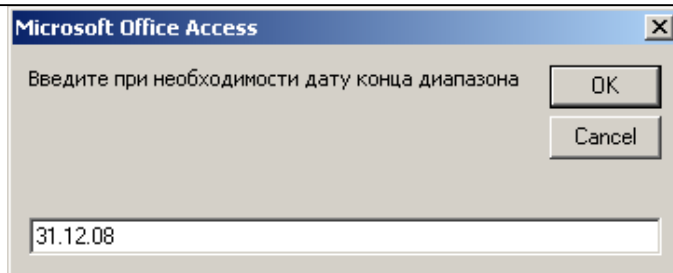 Microsoft Office Access
Введите при необходимости дату конца диапазона
OK
Cancel
31.12.08